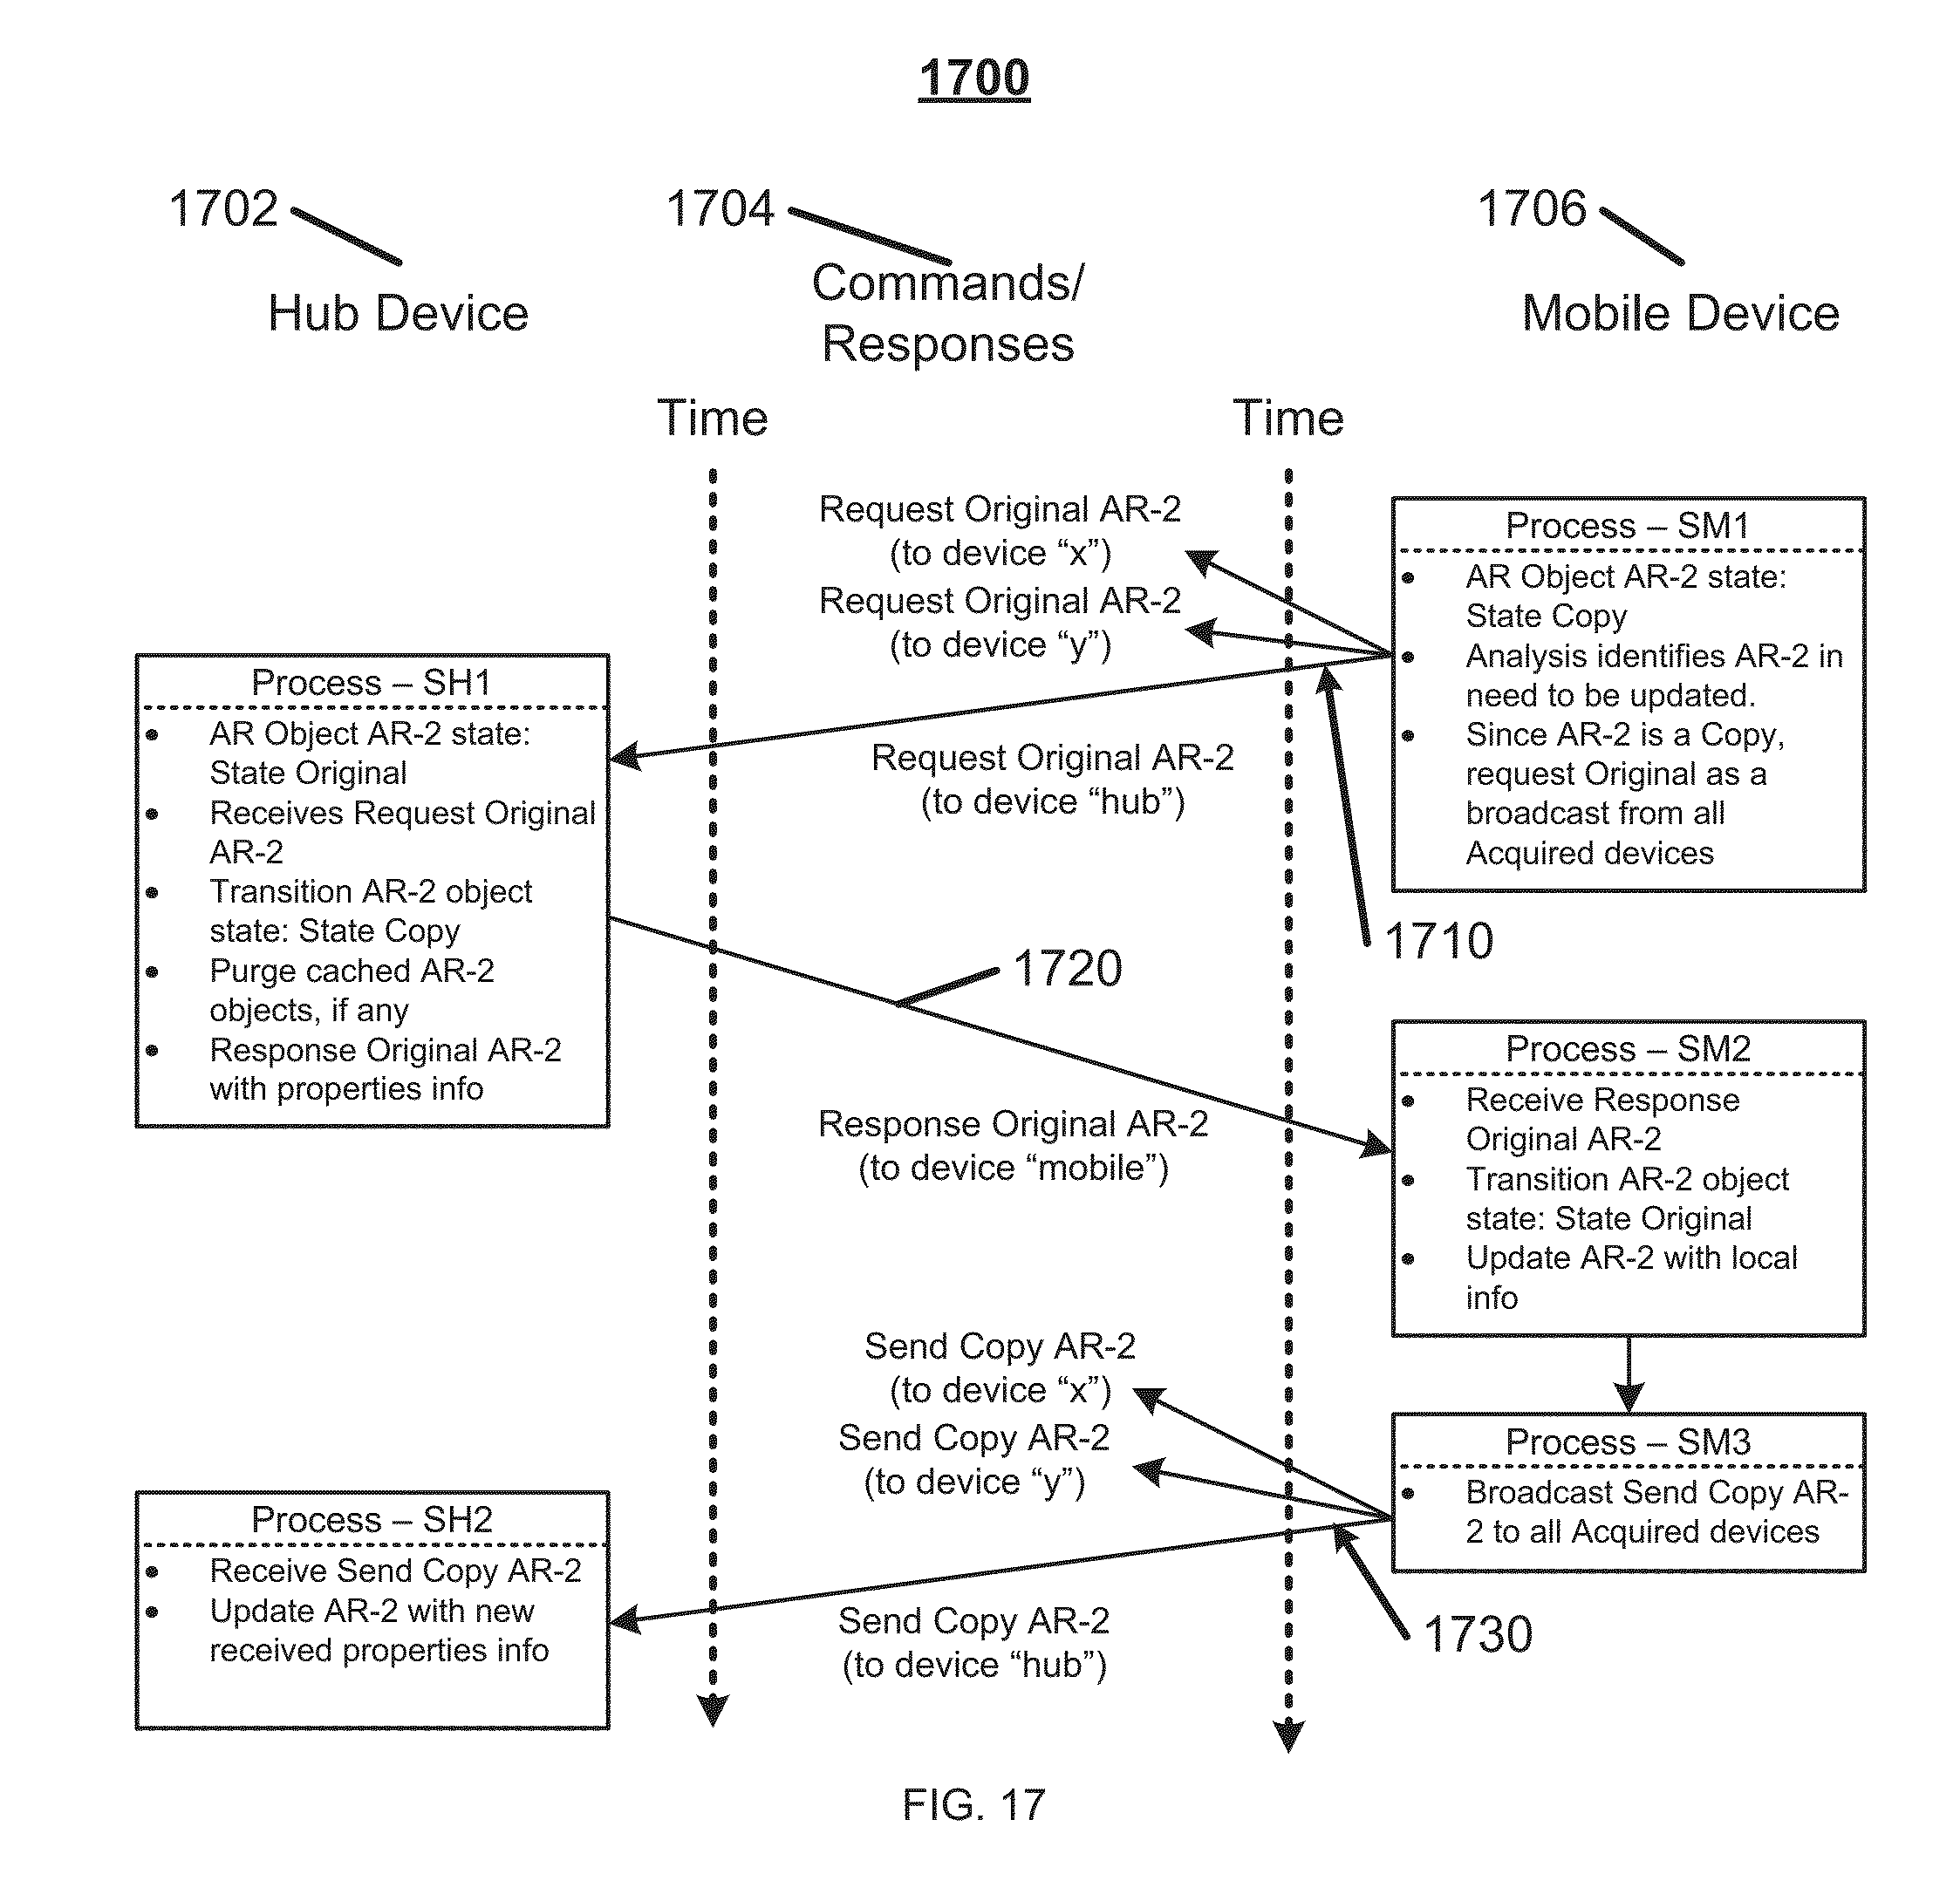 1700
1702
1704
1706
Hub Device
Commands/
Responses
Mobile Device
Time
Time
Request Original AR-2
(to device “x”)
Request Original AR-2
(to device “y”)
Request Original AR-2
(to device “hub”)
Process – SM1
• AR Object AR-2 state:
State Copy
• Analysis identifies AR-2 in
need to be updated.
• Since AR-2 is a Copy,
request Original as a
broadcast from all
Acquired devices
1710
Process – SH1
• AR Object AR-2 state:
State Original
• Receives Request Original
AR-2
• Transition AR-2 object
state: State Copy
• Purge cached AR-2
objects, if any
• Response Original AR-2
with properties info
1720
Response Original AR-2
(to device “mobile”)
Process – SM2
• Receive Response
Original AR-2
• Transition AR-2 object
state: State Original
• Update AR-2 with local
info
Send Copy AR-2
(to device “x”)
Send Copy AR-2
(to device “y”)
Send Copy AR-2
(to device “hub”)
Process – SM3
• Broadcast Send Copy AR-
2 to all Acquired devices
1730
Process – SH2
• Receive Send Copy AR-2
• Update AR-2 with new
received properties info
FIG. 17